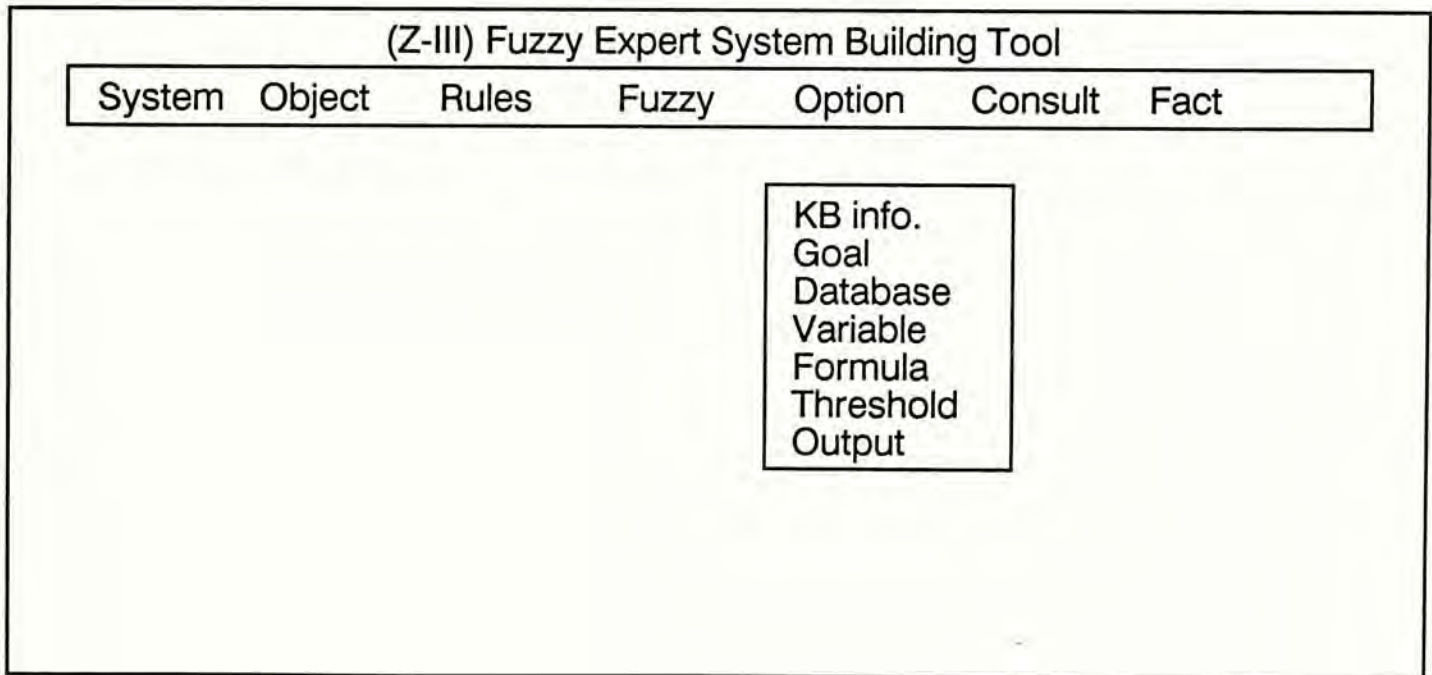 (Z-III) Fuzzy Expert System Building Tool
System Object Rules Fuzzy Option Consult Fact
KB info.
Goal
Database
Variable
Formula
Threshold
Output